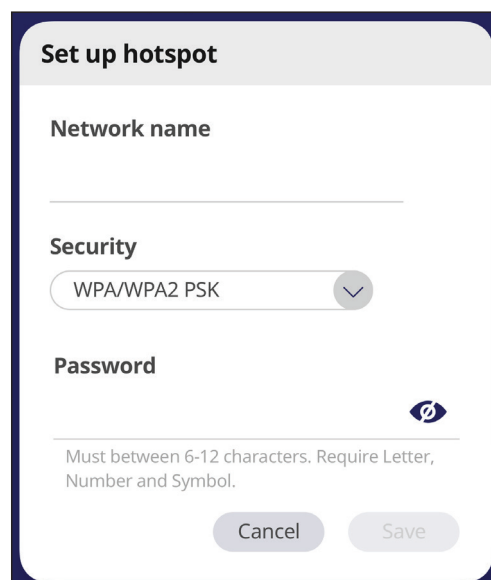 Set up hotspot
Network name
Security
WPA/WPA2 PSK
Password
Must between 6-12 characters. Require Letter,
Number and Symbol.
Cancel
Save